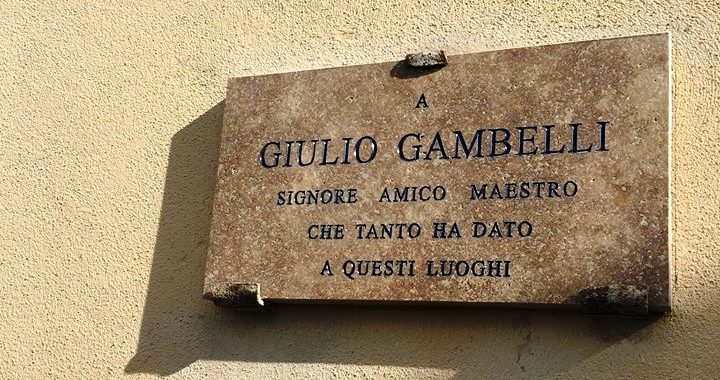 A
GIULIO GAMBELLI
SIGNORE AMICO MAESTRO
CHE TANTO HA DATO
A QUESTI LUOGHI